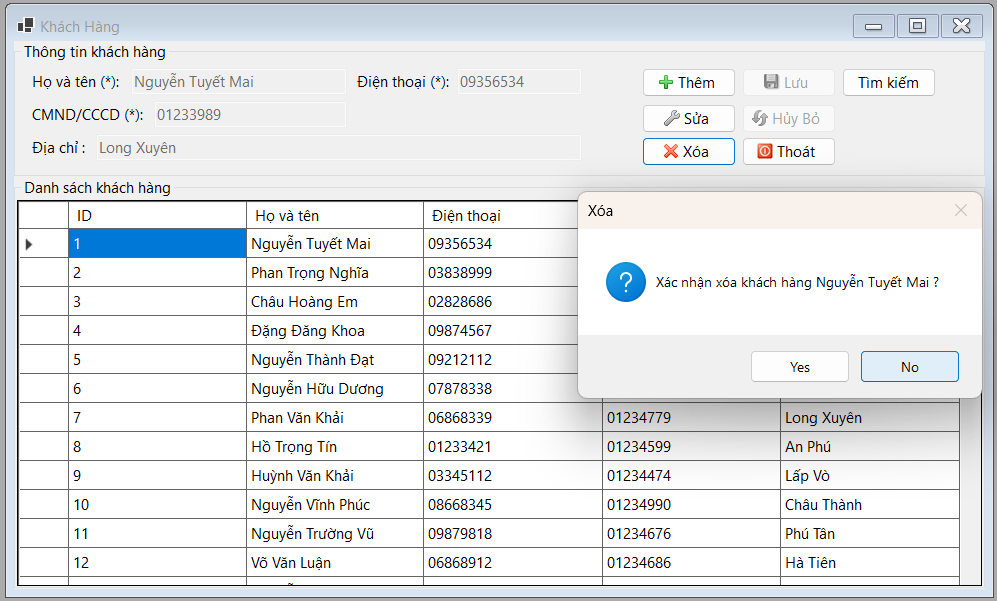 Khách Hàng
Thông tin khách hàng
Họ và tên (*): Nguyễn Tuyết Mai Điện thoại (*): 09356534 Thêm Lưu Tìm kiếm
CMND/CCCD (*): 01233989 Sửa Hủy Bỏ
Địa chỉ : Long Xuyên Xóa Thoát
Danh sách khách hàng
ID Họ và tên Điện thoại
1 Nguyễn Tuyết Mai 09356534
2 Phan Trọng Nghĩa 03838999
3 Châu Hoàng Em 02828686
4 Đặng Đăng Khoa 09874567
5 Nguyễn Thành Đạt 09212112
6 Nguyễn Hữu Dương 07878338
7 Phan Văn Khải 06868339 01234779 Long Xuyên
8 Hồ Trọng Tín 01233421 01234599 An Phú
9 Huỳnh Văn Khải 03345112 01234474 Lấp Vò
10 Nguyễn Vĩnh Phúc 08668345 01234990 Châu Thành
11 Nguyễn Trường Vũ 09879818 01234676 Phú Tân
12 Võ Văn Luận 06868912 01234686 Hà Tiên
Xóa
Xác nhận xóa khách hàng Nguyễn Tuyết Mai ?
Yes No